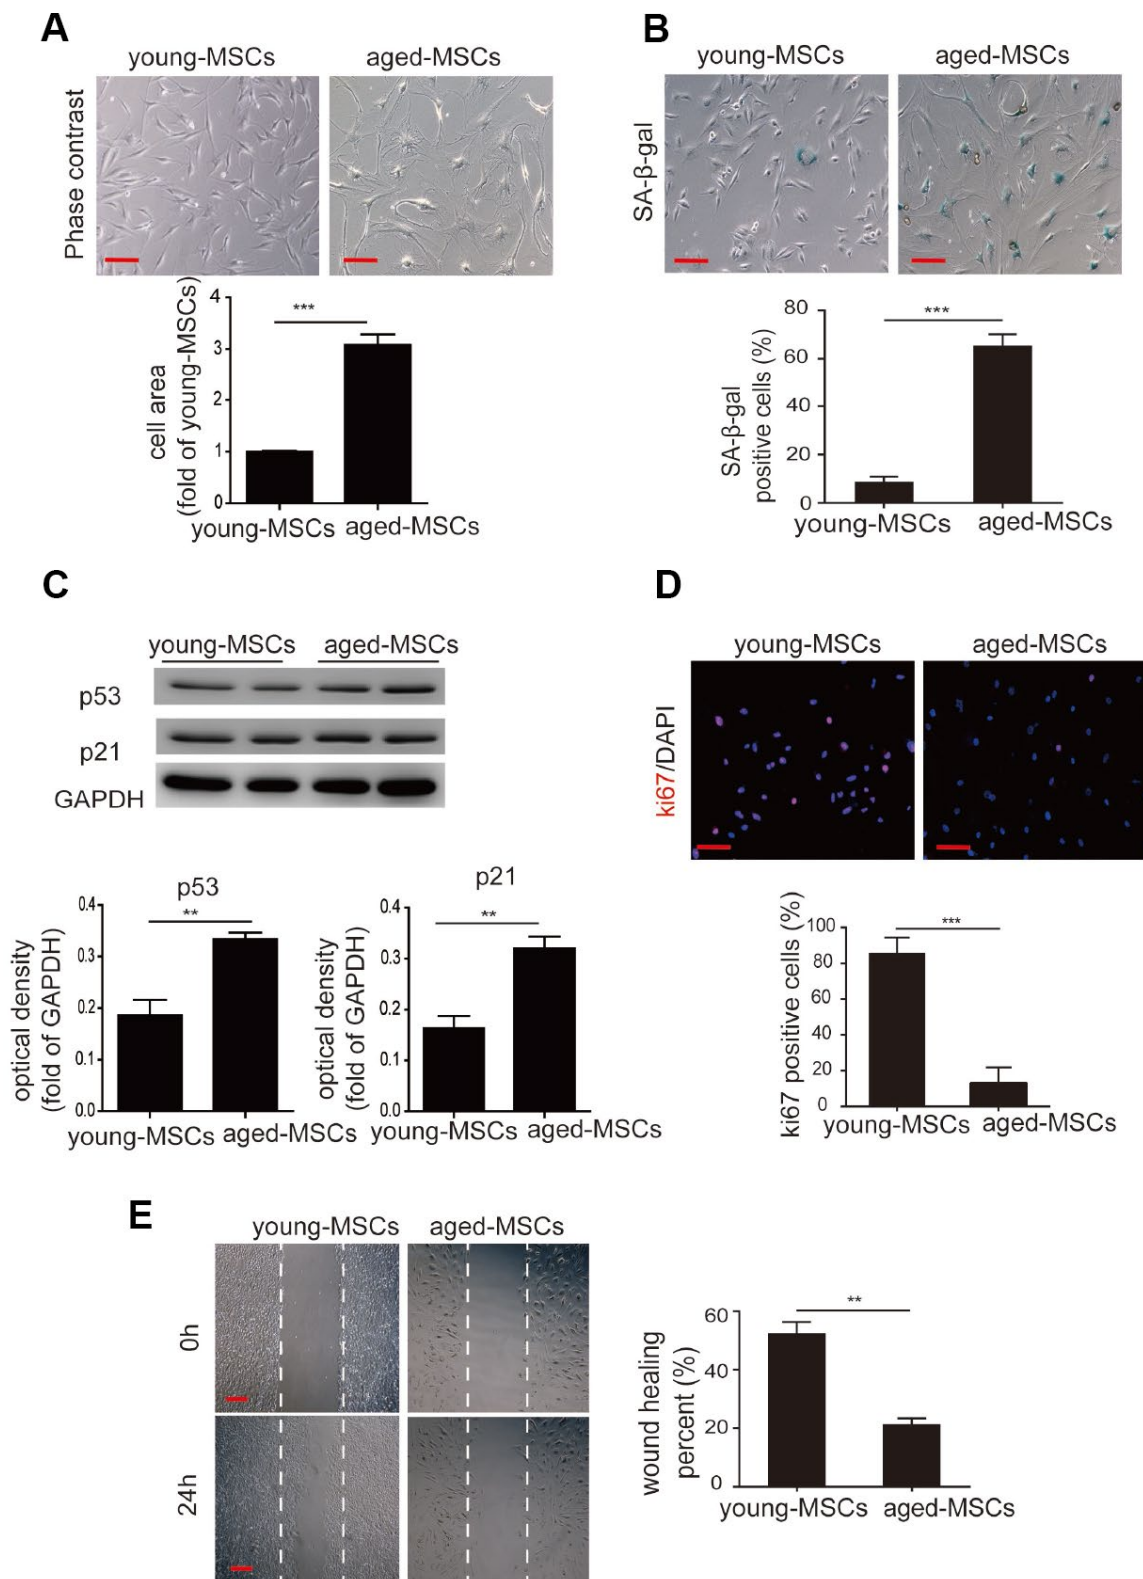 A
young-MSCs aged-MSCs
Phase contrast
4
3
2
1
0
***
cell area
(fold of young-MSCs)
young-MSCs aged-MSCs
B
young-MSCs aged-MSCs
SA-β-gal
80
60
40
20
0
***
SA-β-gal
positive cells (%)
young-MSCs aged-MSCs
C
young-MSCs aged-MSCs
p53
p21
GAPDH
p53
0.4
0.3
0.2
0.1
0.0
**
optical density
(fold of GAPDH)
young-MSCs aged-MSCs
p21
0.4
0.3
0.2
0.1
0.0
**
optical density
(fold of GAPDH)
young-MSCs aged-MSCs
D
young-MSCs aged-MSCs
ki67/DAPI
100
80
60
40
20
0
***
ki67 positive cells (%)
young-MSCs aged-MSCs
E
young-MSCs aged-MSCs
0h
24h
60
40
20
0
**
wound healing
percent (%)
young-MSCs aged-MSCs